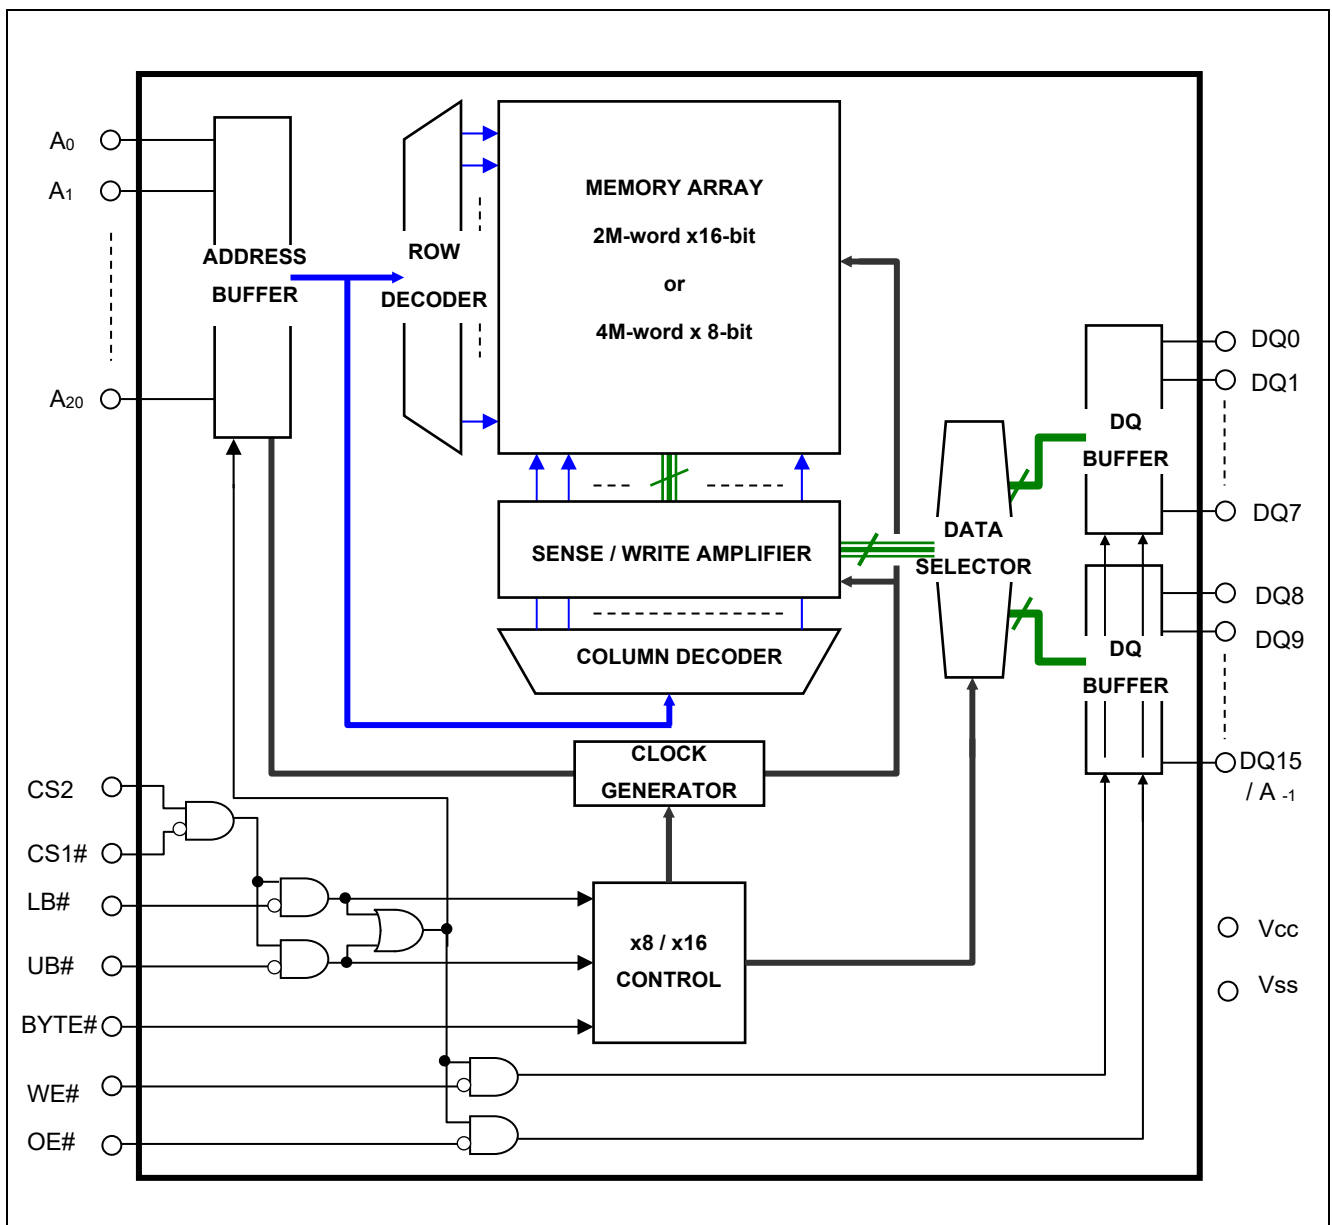 A0
A1
A20
ADDRESS
BUFFER
ROW
DECODER
MEMORY ARRAY
2M-word x16-bit
or
4M-word x 8-bit
SENSE / WRITE AMPLIFIER
COLUMN DECODER
CLOCK
GENERATOR
x8 / x16
CONTROL
DATA
SELECTOR
DQ
BUFFER
DQ
BUFFER
DQ0
DQ1
DQ7
DQ8
DQ9
DQ15
/ A -1
Vcc
Vss
CS2
CS1#
LB#
UB#
BYTE#
WE#
OE#